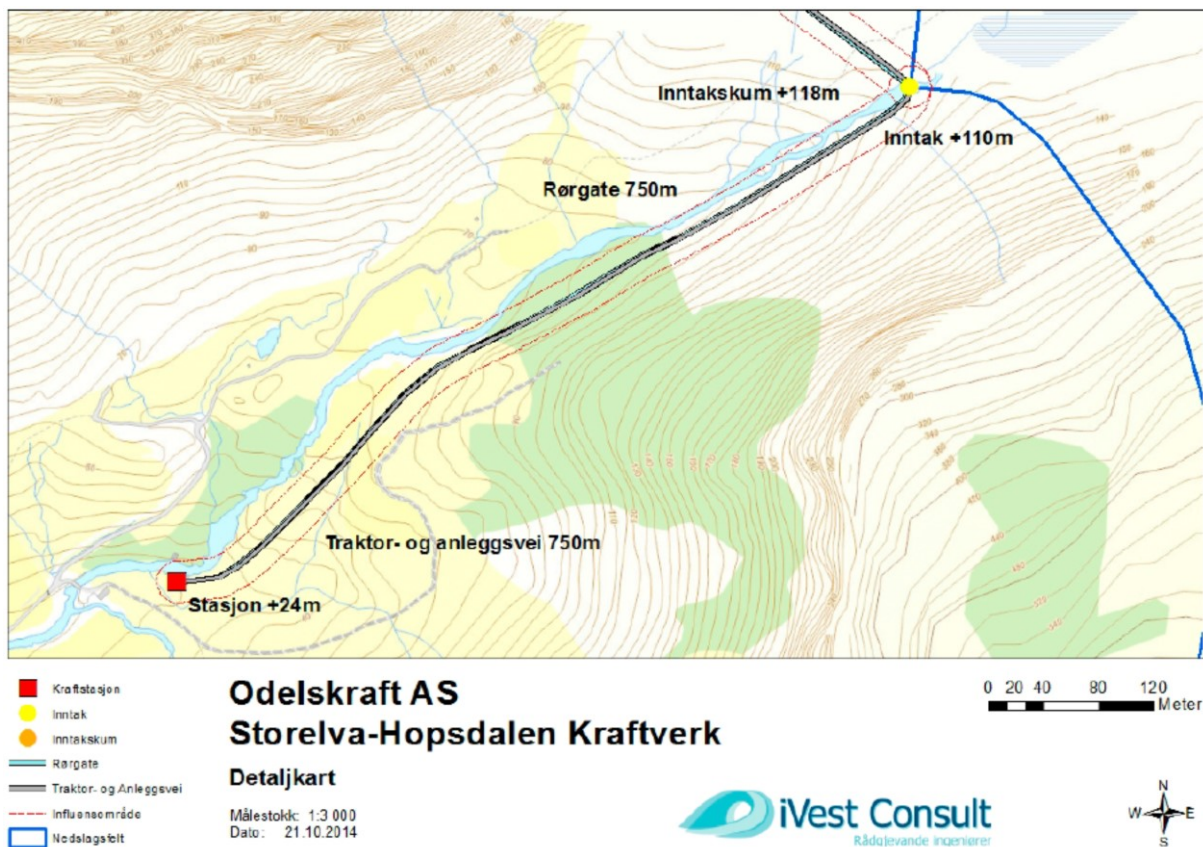 Inntakskum +118m
Inntak +110m
Rørgate 750m
Traktor- og anleggsvei 750m
Stasjon +24m
Kraftstasjon
Inntak
Inntakskum
Rørgate
Traktor- og Anleggsvei
Influensområde
Nedslagsfelt
Odelskraft AS
Storelva-Hopsdalen Kraftverk
Detaljkart
Målestokk: 1:3 000
Dato: 21.10.2014
iVest Consult
Rådgjevande ingeniører
0 20 40 80 120
Meter
N
W E
S